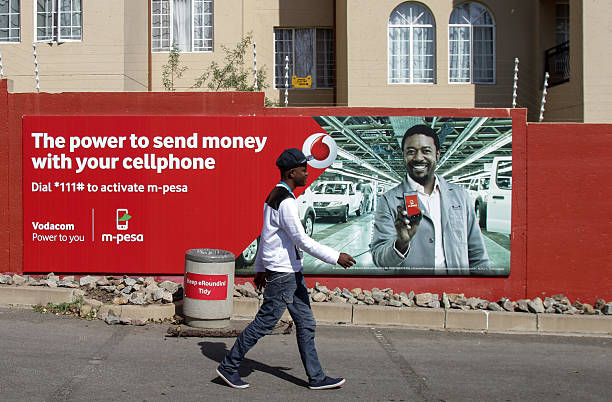 The power to send money
with your cellphone
Dial *111# to activate m-pesa
Vodacom
Power to you
m-pesa
Keep eRoundini
Tidy